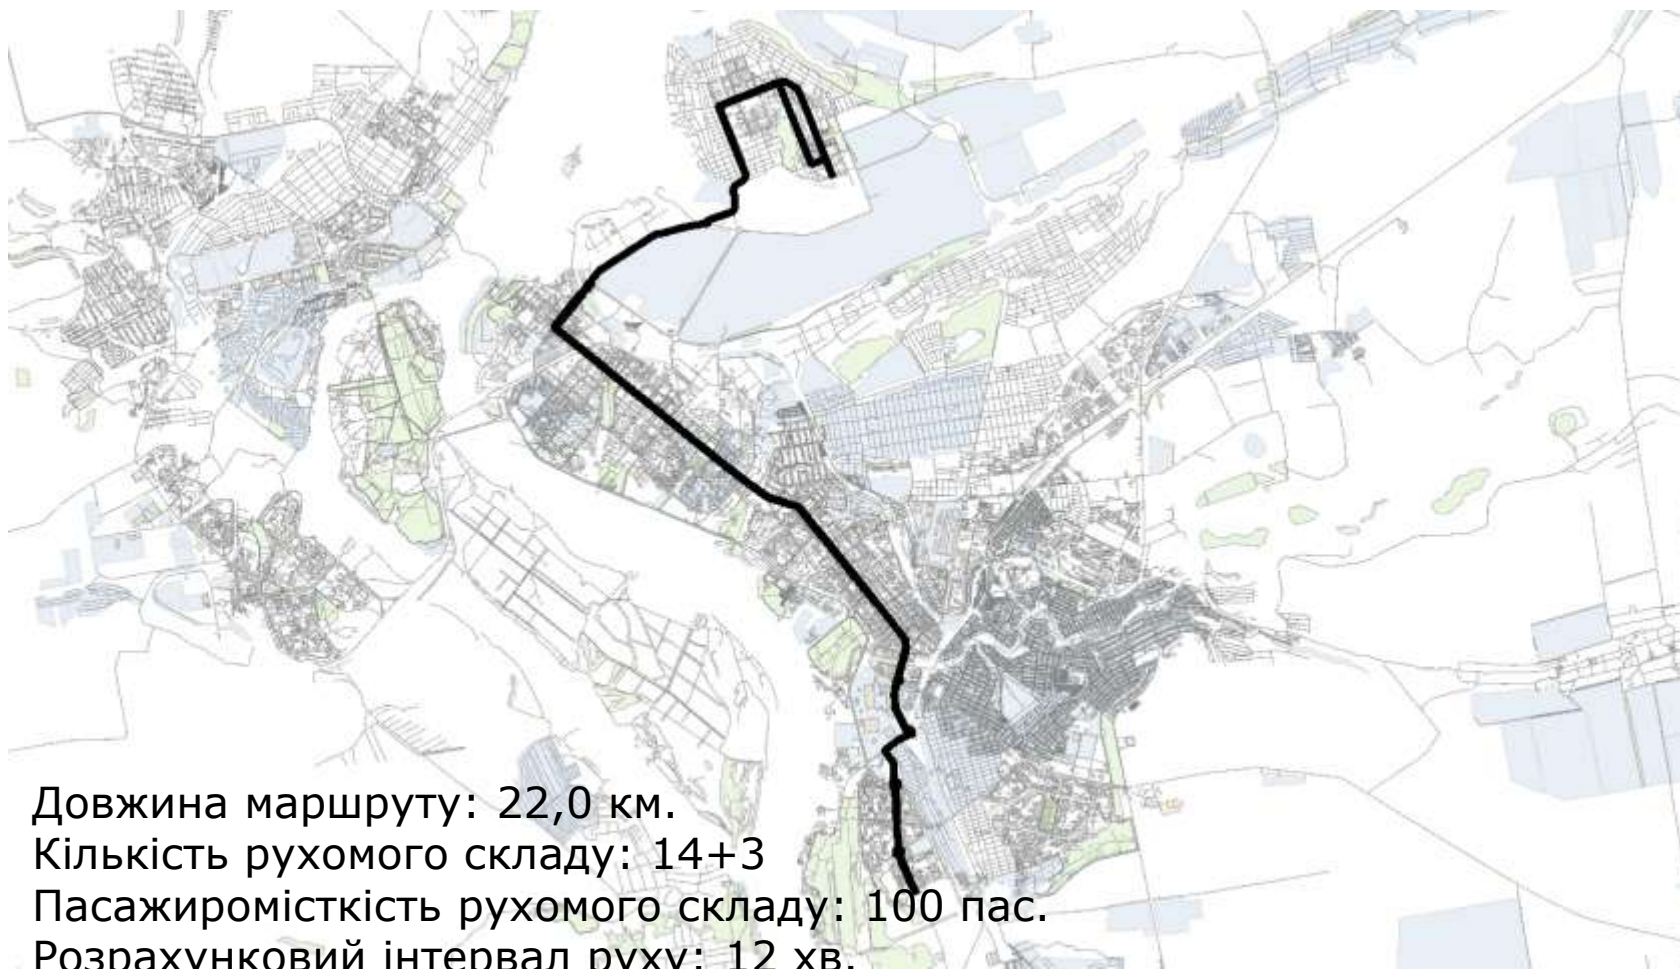 Довжина маршруту: 22,0 км.
Кількість рухомого складу: 14+3
Пасажиромісткість рухомого складу: 100 пас.
Розрахунковий інтервал руху: 12 хв.